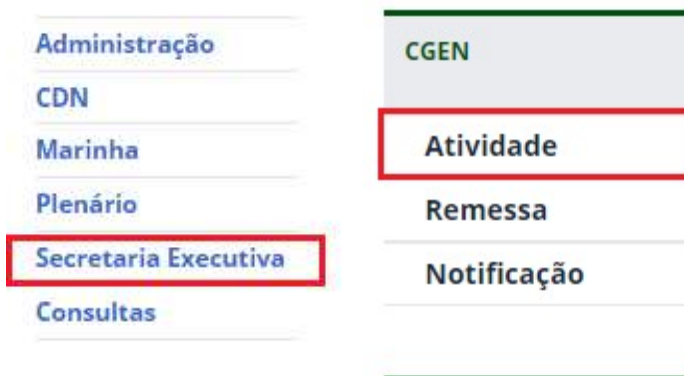 Administração
CDN
Marinha
Plenário
Secretaria Executiva
Consultas
CGEN
Atividade
Remessa
Notificação